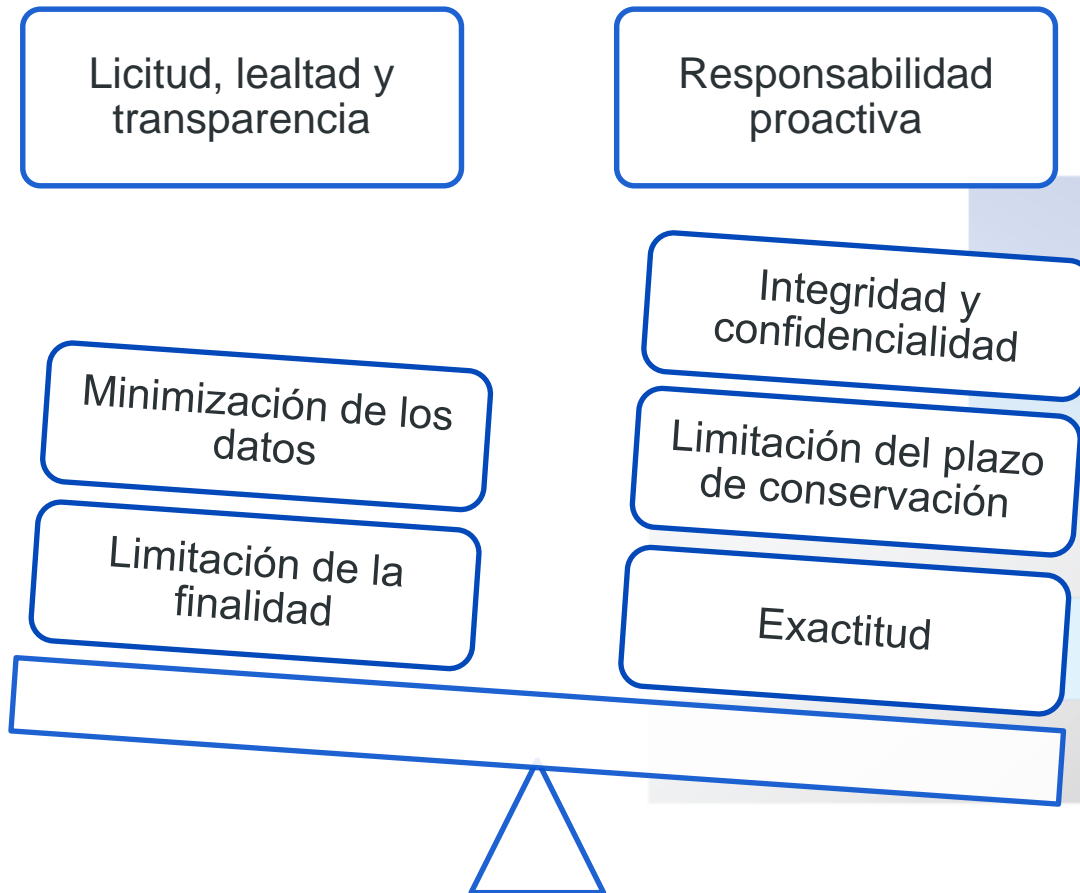 Licitud, lealtad y
transparencia
Responsabilidad
proactiva
Minimización de los
datos
Limitación de la
finalidad
Integridad y
confidencialidad
Limitación del plazo
de conservación
Exactitud